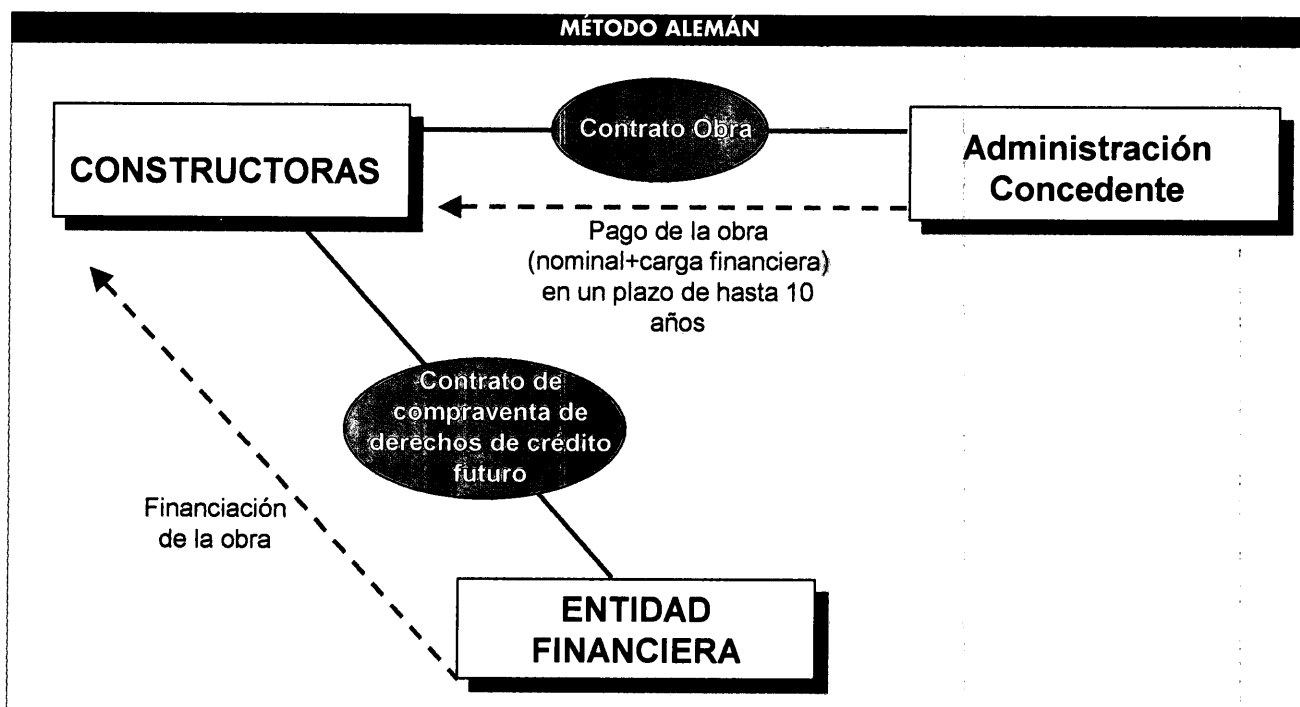 MÉTODO ALEMÁN
CONSTRUCTORAS
Contrato Obra
Administración
Concedente
Pago de la obra
(nominal+carga financiera)
en un plazo de hasta 10
años
Contrato de
compraventa de
derechos de crédito
futuro
Financiación
de la obra
ENTIDAD
FINANCIERA